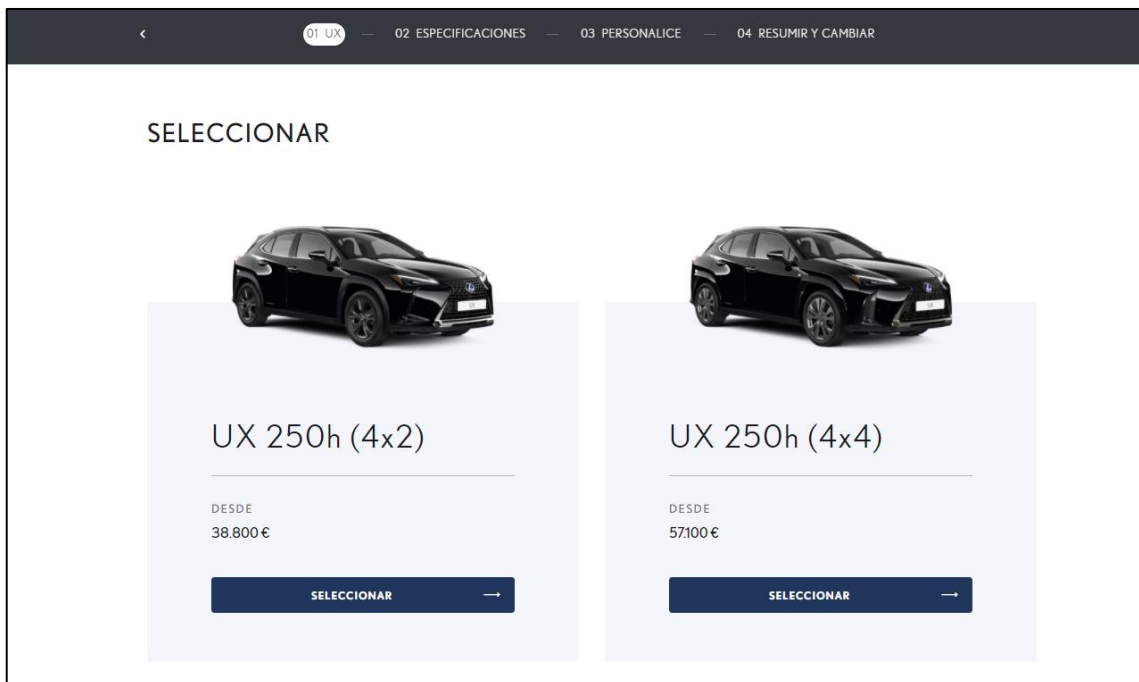 01 UX — 02 ESPECIFICACIONES — 03 PERSONALICE — 04 RESUMIR Y CAMBIAR
SELECCIONAR
UX 250h (4x2)
DESDE
38.800 €
SELECCIONAR →
UX 250h (4x4)
DESDE
57.100 €
SELECCIONAR →